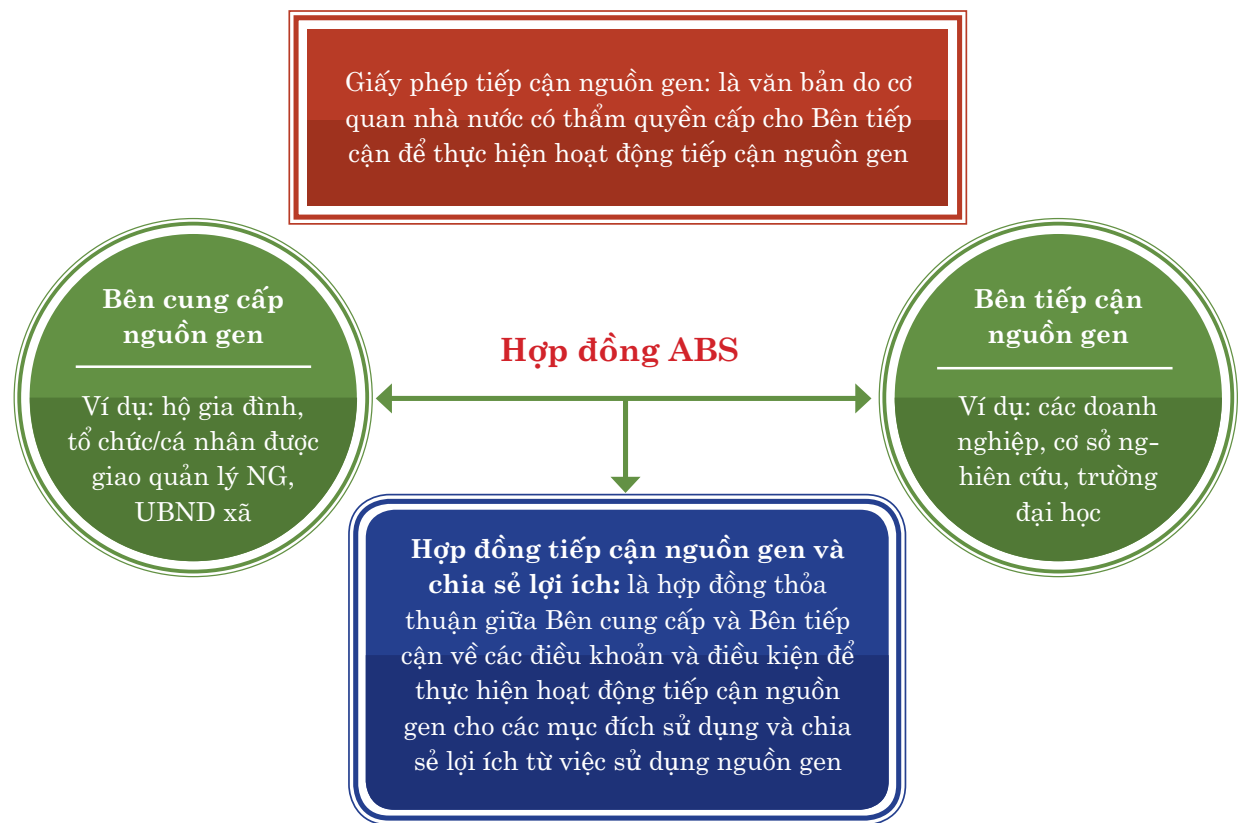 Giấy phép tiếp cận nguồn gen: là văn bản do cơ
quan nhà nước có thẩm quyền cấp cho Bên tiếp
cận để thực hiện hoạt động tiếp cận nguồn gen
Bên cung cấp
nguồn gen
Ví dụ: hộ gia đình,
tổ chức/cá nhân được
giao quản lý NG,
UBND xã
Hợp đồng ABS
Bên tiếp cận
nguồn gen
Ví dụ: các doanh
nghiệp, cơ sở ng-
hiên cứu, trường
đại học
Hợp đồng tiếp cận nguồn gen và
chia sẻ lợi ích: là hợp đồng thỏa
thuận giữa Bên cung cấp và Bên tiếp
cận về các điều khoản và điều kiện để
thực hiện hoạt động tiếp cận nguồn
gen cho các mục đích sử dụng và chia
sẻ lợi ích từ việc sử dụng nguồn gen